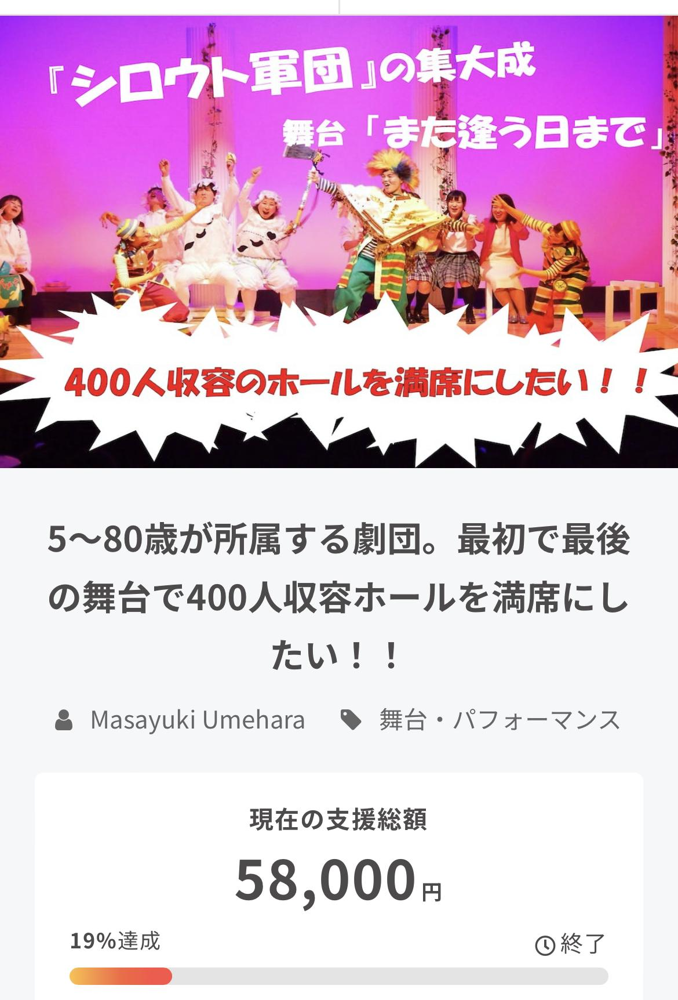 『シロウト軍団』の集大成
舞台「また逢う日まで」
400人収容のホールを満席にしたい！！
5〜80歳が所属する劇団。最初で最後
の舞台で400人収容ホールを満席にし
たい！！
Masayuki Umehara 舞台・パフォーマンス
現在の支援総額
58,000円
19%達成 終了